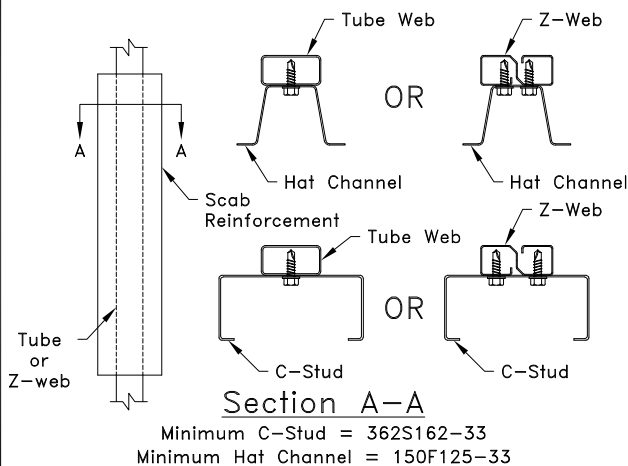 Tube Web
Z-Web
OR
A
A
Hat Channel
Hat Channel
Scab
Reinforcement
Tube Web
Z-Web
OR
Tube
or
Z-web
C-Stud
C-Stud
Section A-A
Minimum C-Stud = 362S162-33
Minimum Hat Channel = 150F125-33